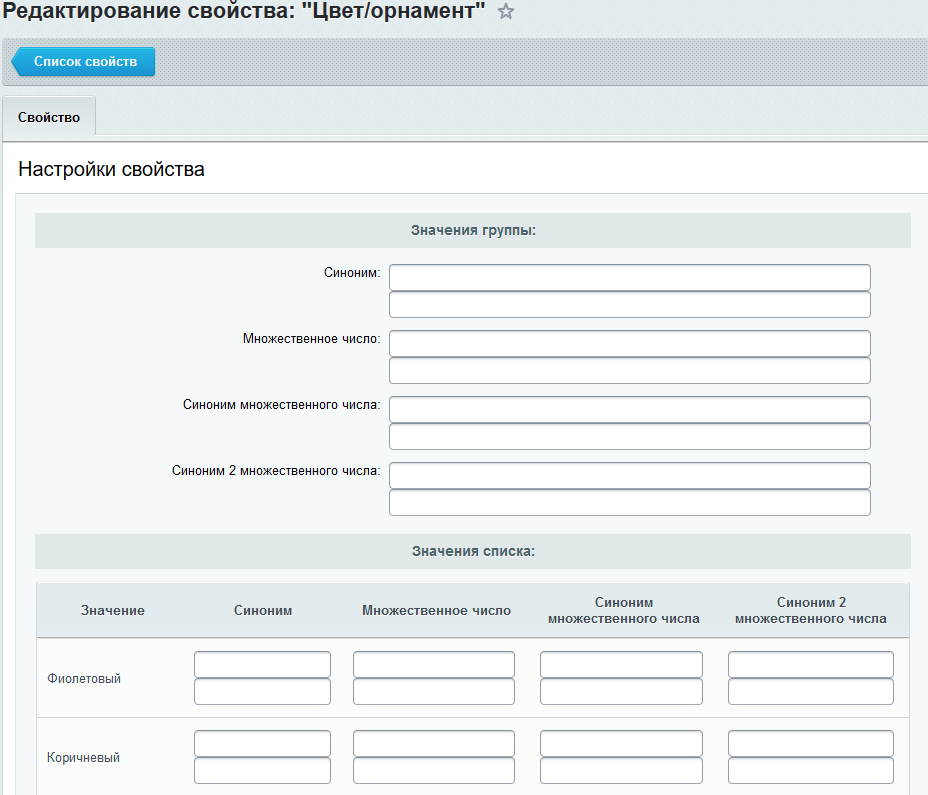 Редактирование свойства: "Цвет/орнамент"
Список свойств
Свойство
Настройки свойства
Значения группы:
Синоним:
Множественное число:
Синоним множественного числа:
Синоним 2 множественного числа:
Значения списка:
Значение Синоним Множественное число Синоним множественного числа Синоним 2 множественного числа
Фиолетовый
Коричневый